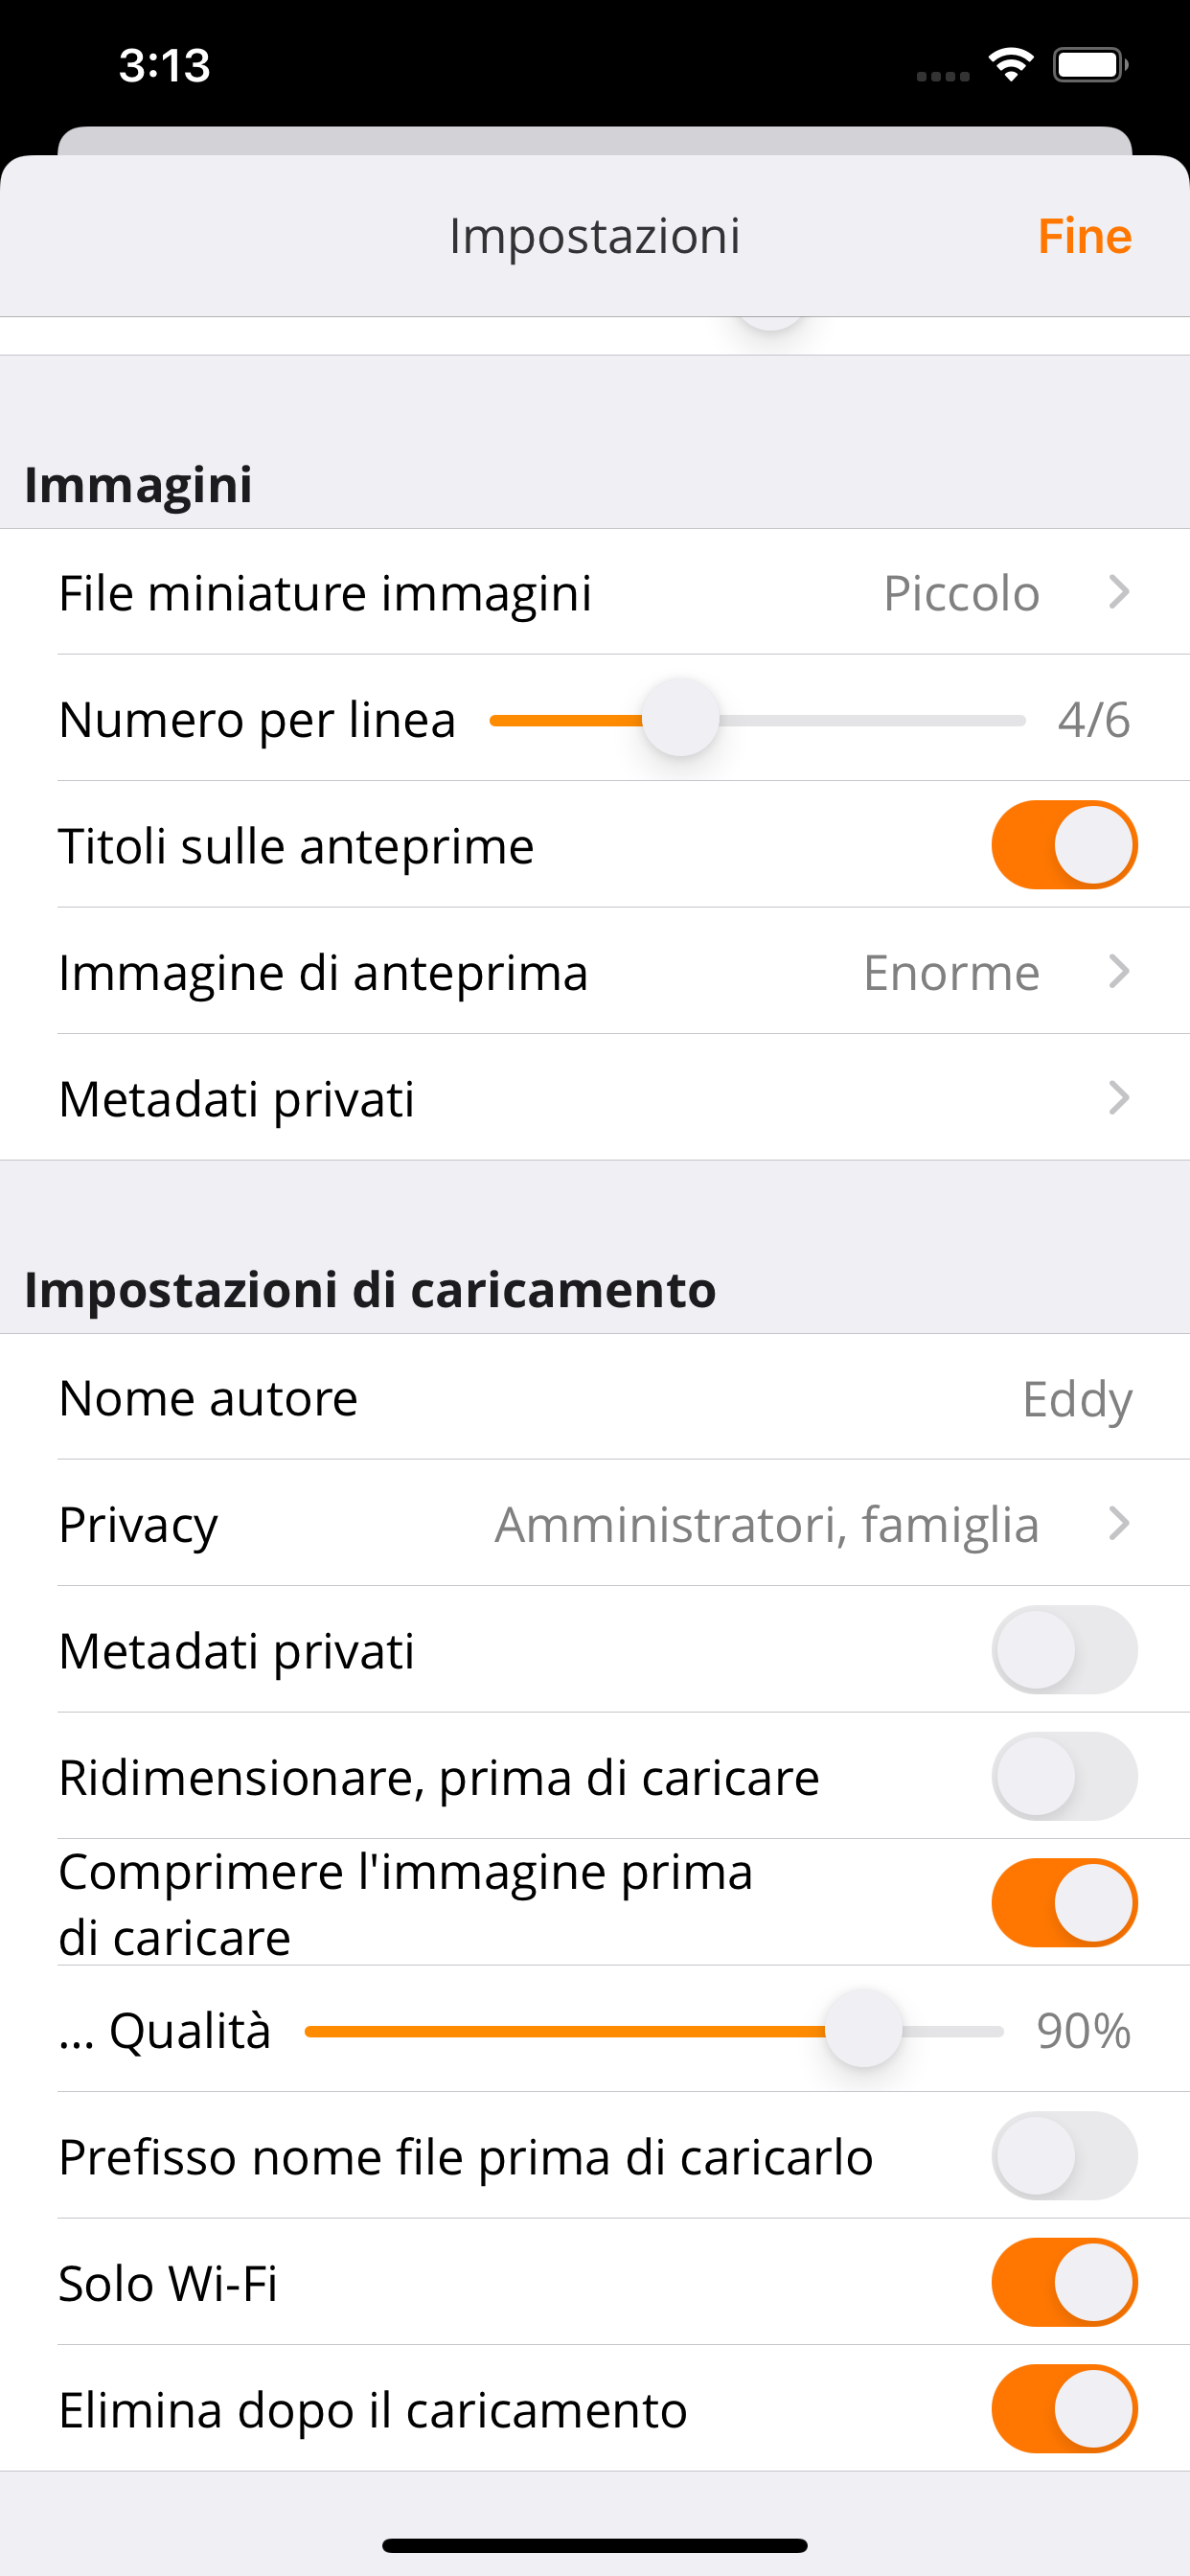 3:13
Impostazioni
Fine
Immagini
File miniature immagini
Piccolo
Numero per linea
4/6
Titoli sulle anteprime
Immagine di anteprima
Enorme
Metadati privati
Impostazioni di caricamento
Nome autore
Eddy
Privacy
Amministratori, famiglia
Metadati privati
Ridimensionare, prima di caricare
Comprimere l'immagine prima
di caricare
... Qualità
90%
Prefisso nome file prima di caricarlo
Solo Wi-Fi
Elimina dopo il caricamento